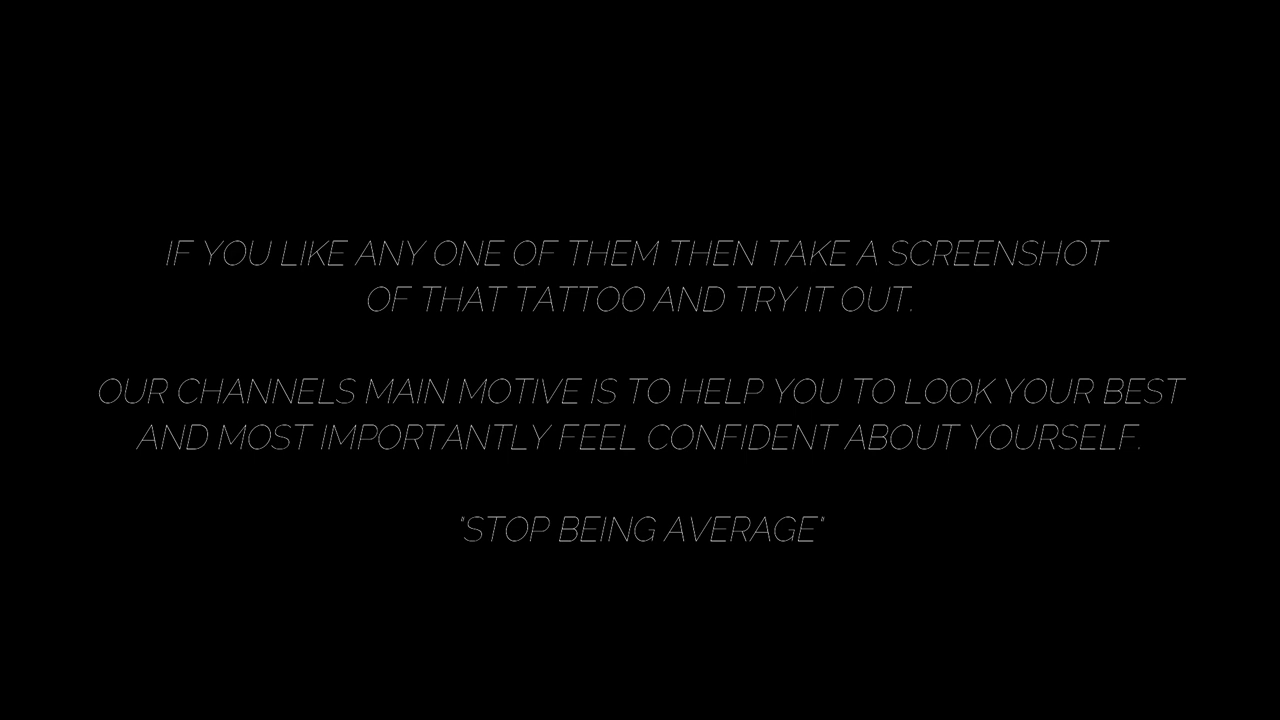 IF YOU LIKE ANY ONE OF THEM THEN TAKE A SCREENSHOT
OF THAT TATTOO AND TRY IT OUT.
OUR CHANNELS MAIN MOTIVE IS TO HELP YOU TO LOOK YOUR BEST
AND MOST IMPORTANTLY FEEL CONFIDENT ABOUT YOURSELF.
"STOP BEING AVERAGE"